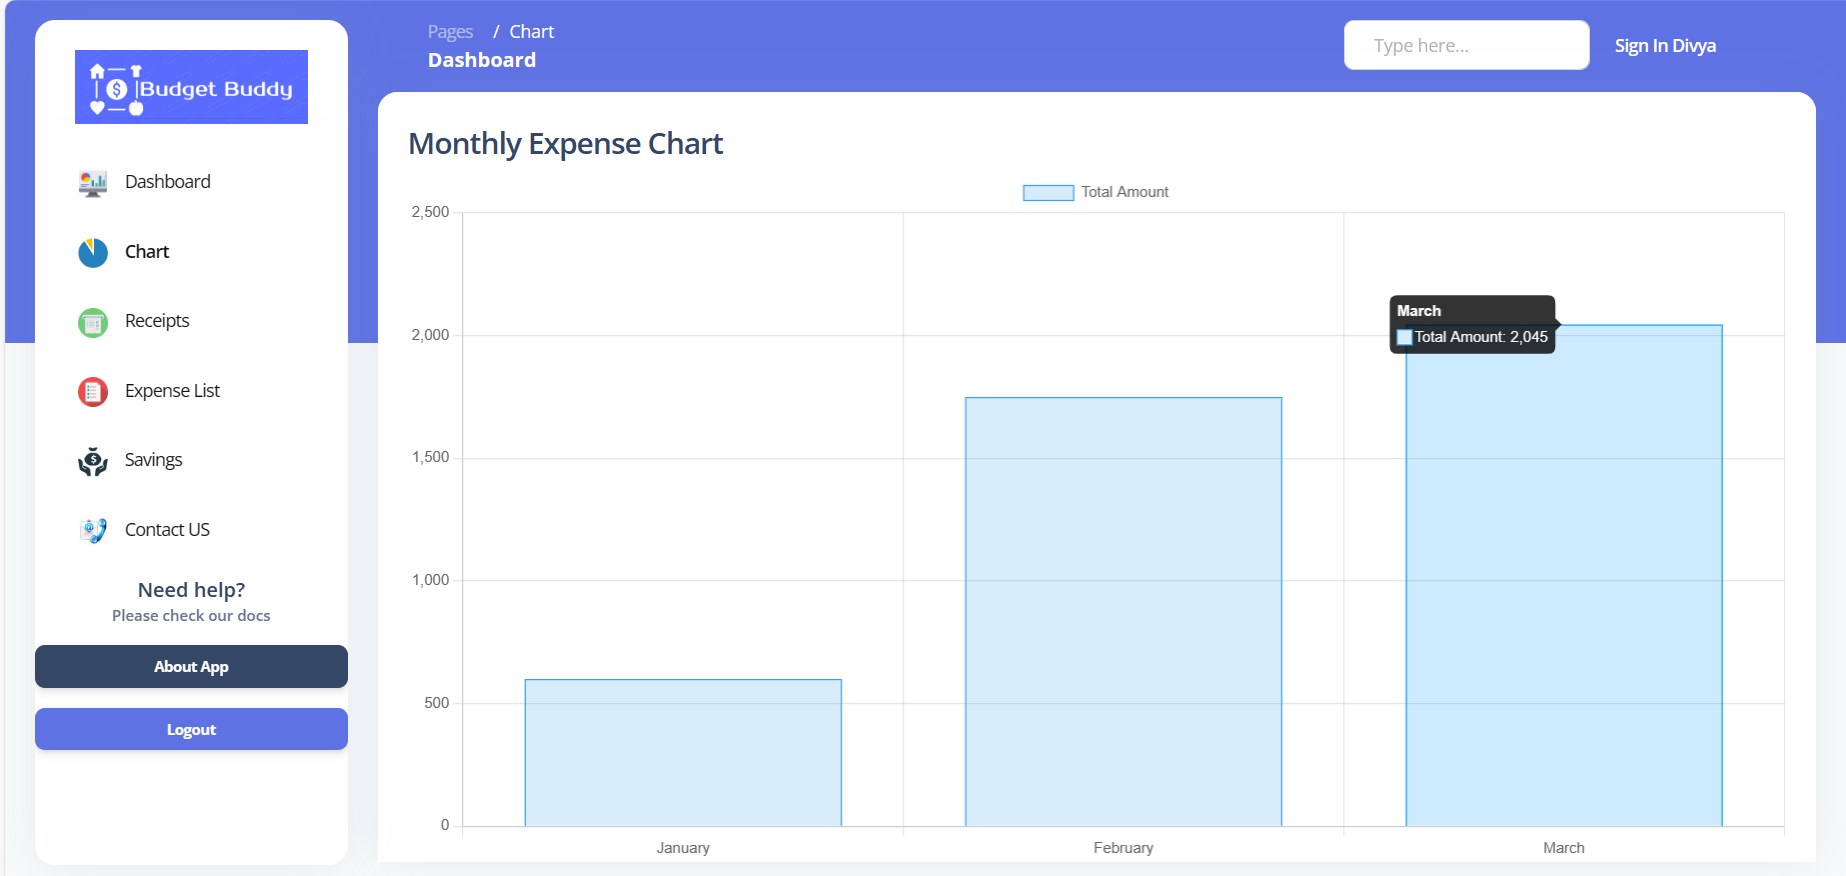 Budget Buddy
Dashboard
Chart
Receipts
Expense List
Savings
Contact US
Need help?
Please check our docs
About App
Logout
Pages / Chart
Dashboard
Type here...
Sign In Divya
Monthly Expense Chart
Total Amount
2,500
2,000
1,500
1,000
500
0
March
Total Amount: 2,045
January
February
March